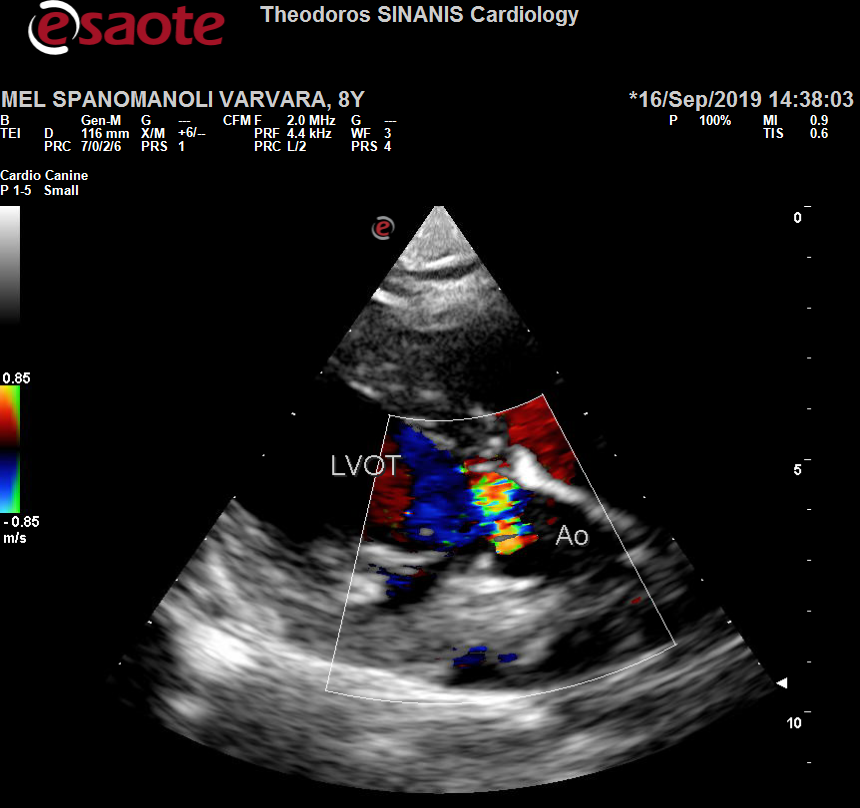 esaote
Theodoros SINANIS Cardiology
MEL SPANOMANOLI VARVARA, 8Y *16/Sep/2019 14:38:03
B Gen-M G --- CFM F 2.0 MHz G --- P 100% MI 0.9
TEI D 116 mm X/M +6/-- PRF 4.4 kHz WF 3 TIS 0.6
PRC 7/0/2/6 PRS 1 PRC L/2 PRS 4
Cardio Canine
P 1-5 Small
e
0
0.85
LVOT
5
- 0.85
m/s
Ao
10